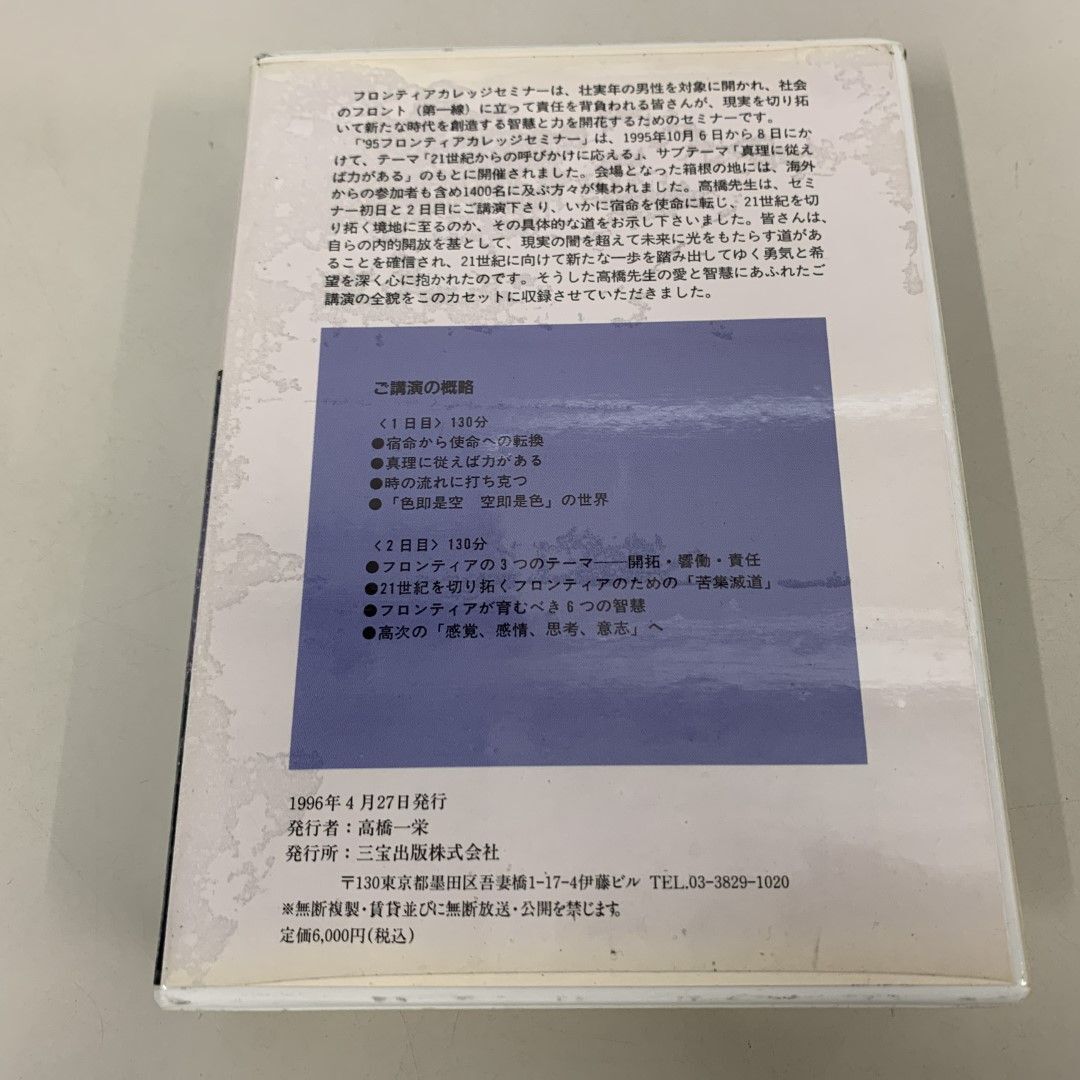 フロンティアカレッジセミナーは、壮実年の男性を対象に開かれ、社会
のフロント（第一線）に立って責任を背負われる皆さんが、現実を切り拓
いて新たな時代を創造する智慧と力を開花するためのセミナーです。
「'95フロンティアカレッジセミナー」は、1995年10月6日から8日にか
けて、テーマ「21世紀からの呼びかけに応える」、サブテーマ「真理に従え
ば力がある」のもとに開催されました。会場となった箱根の地には、海外
からの参加者も含め1400名に及ぶ方々が集われました。高橋先生は、セミ
ナー初日と2日目にご講演下さり、いかに宿命を使命に転じ、21世紀を切
り拓く境地に至るのか、その具体的な道をお示し下さいました。皆さんは、
自らの内的開放を基として、現実の闇を超えて未来に光をもたらす道があ
ることを確信され、21世紀に向けて新たな一歩を踏み出してゆく勇気と希
望を深く心に抱かれたのです。そうした高橋先生の愛と智慧にあふれたご
講演の全貌をこのカセットに収録させていただきました。
ご講演の概略
〈1日目〉130分
●宿命から使命への転換
●真理に従えば力がある
●時の流れに打ち克つ
●「色即是空　空即是色」の世界
〈2日目〉130分
●フロンティアの3つのテーマ──開拓・響働・責任
●21世紀を切り拓くフロンティアのための「苦集滅道」
●フロンティアが育むべき6つの智慧
●高次の「感覚、感情、思考、意志」へ
1996年4月27日発行
発行者：高橋一栄
発行所：三宝出版株式会社
〒130東京都墨田区吾妻橋1-17-4伊藤ビル TEL.03-3829-1020
※無断複製・賃貸並びに無断放送・公開を禁じます。
定価6,000円(税込)